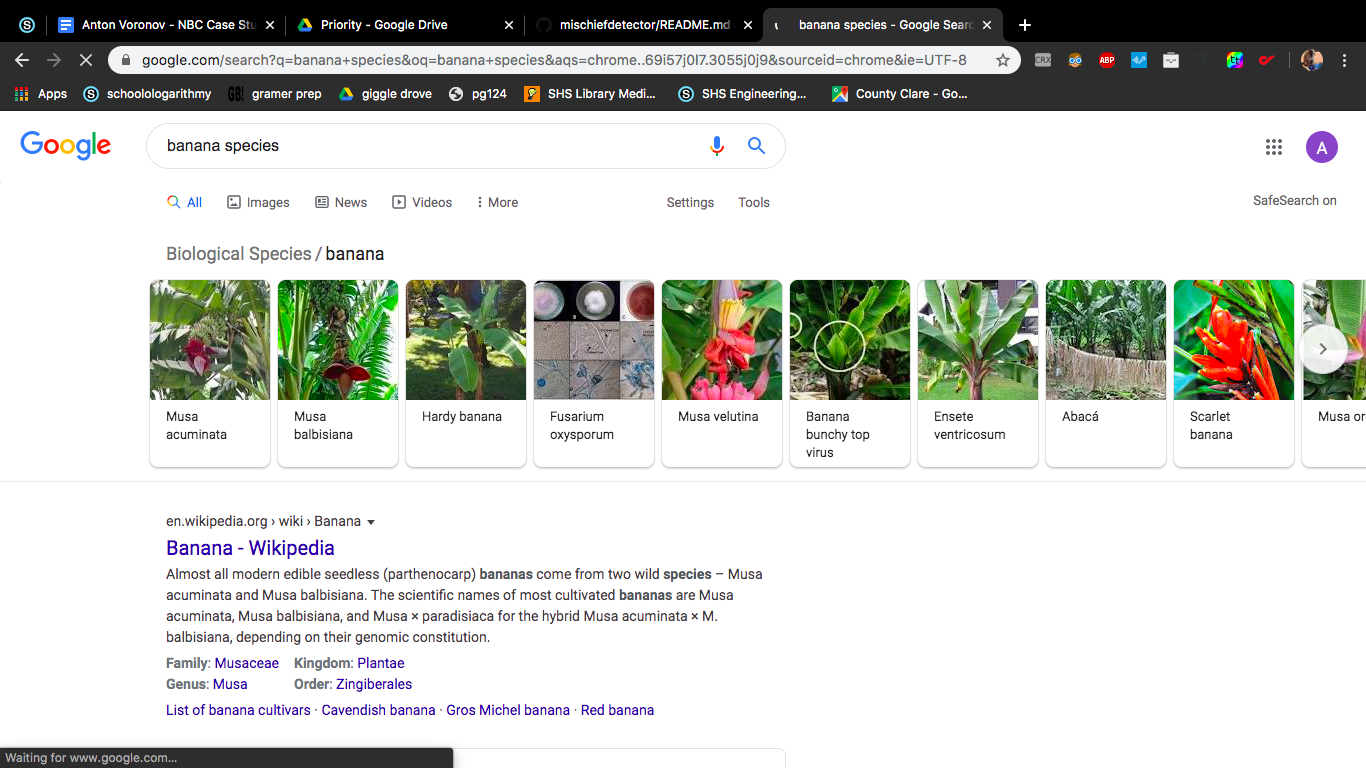 Anton Voronov - NBC Case Stu
Priority - Google Drive
mischiefdetector/README.md
banana species - Google Sear
google.com/search?q=banana+species&oq=banana+species&aqs=chrome..69i57j0l7.3055j0j9&sourceid=chrome&ie=UTF-8
CRX
ABP
Apps
schoolologarithmy
GB!
gramer prep
giggle drove
pg124
SHS Library Medi...
SHS Engineering...
County Clare - Go...
Google
banana species
A
All
Images
News
Videos
More
Settings
Tools
SafeSearch on
Biological Species / banana
Musa
acuminata
Musa
balbisiana
Hardy banana
Fusarium
oxysporum
Musa velutina
Banana
bunchy top
virus
Ensete
ventricosum
Abacá
Scarlet
banana
Musa or
en.wikipedia.org › wiki › Banana
Banana - Wikipedia
Almost all modern edible seedless (parthenocarp) bananas come from two wild species – Musa
acuminata and Musa balbisiana. The scientific names of most cultivated bananas are Musa
acuminata, Musa balbisiana, and Musa × paradisiaca for the hybrid Musa acuminata × M.
balbisiana, depending on their genomic constitution.
Family: Musaceae Kingdom: Plantae
Genus: Musa Order: Zingiberales
List of banana cultivars · Cavendish banana · Gros Michel banana · Red banana
Waiting for www.google.com...